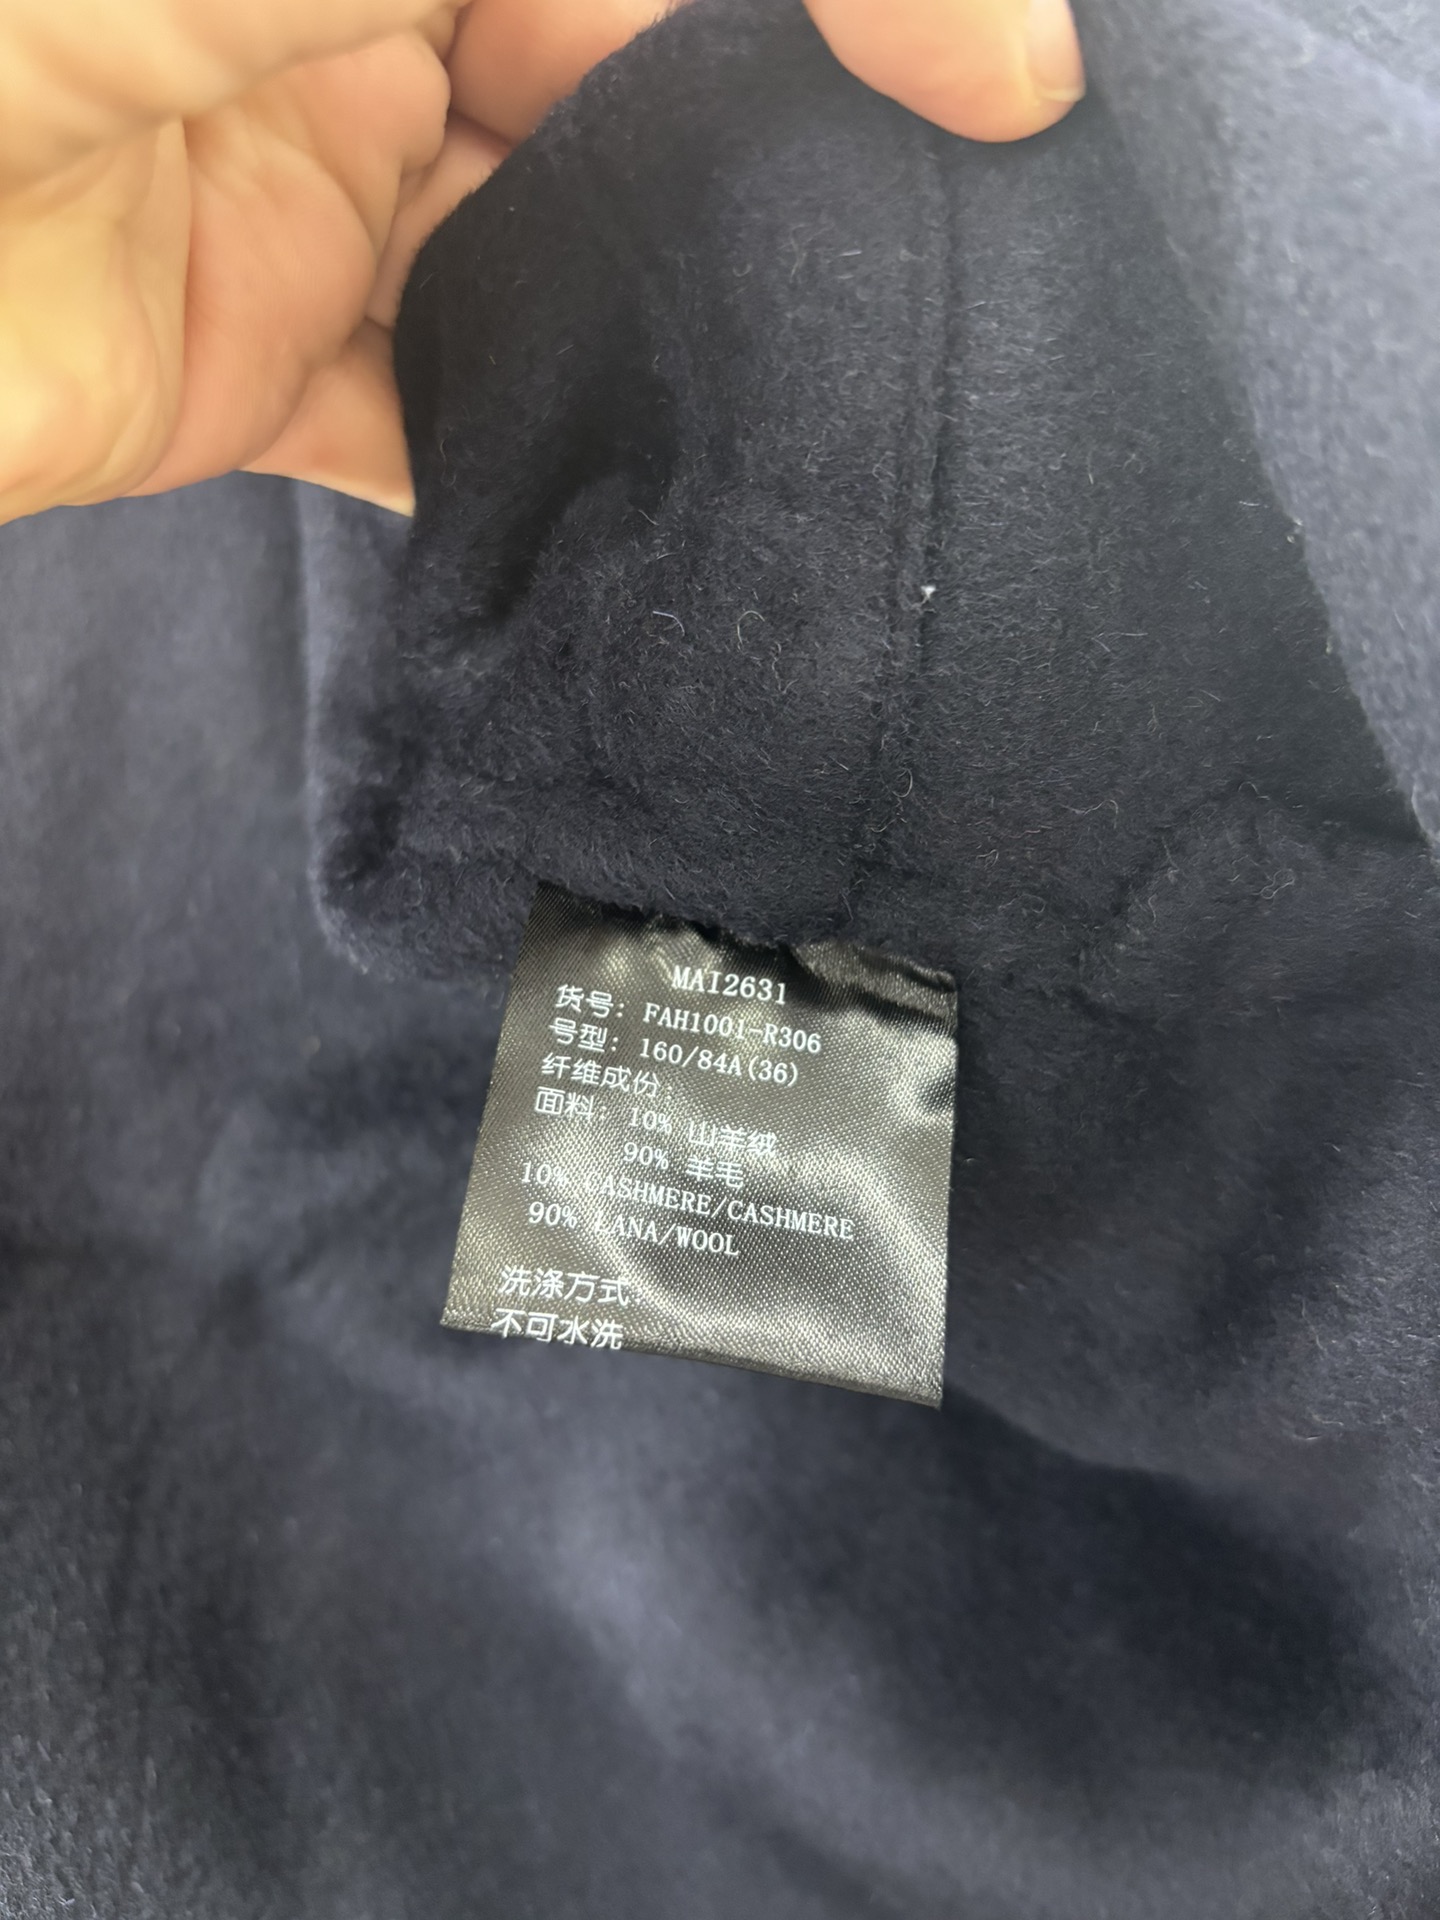 MAI2631
货号：FAH1001-R306
号型：160/84A(36)
纤维成份：
面料：10% 山羊绒
90% 羊毛
10% CASHMERE/CASHMERE
90% LANA/WOOL
洗涤方式：
不可水洗